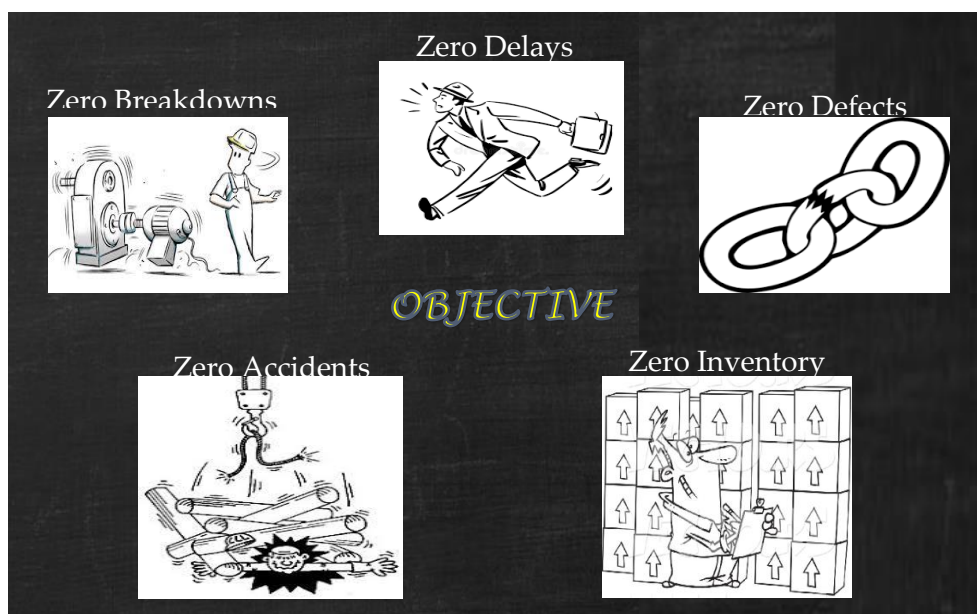 Zero Delays
Zero Breakdowns
Zero Defects
OBJECTIVE
Zero Accidents
Zero Inventory